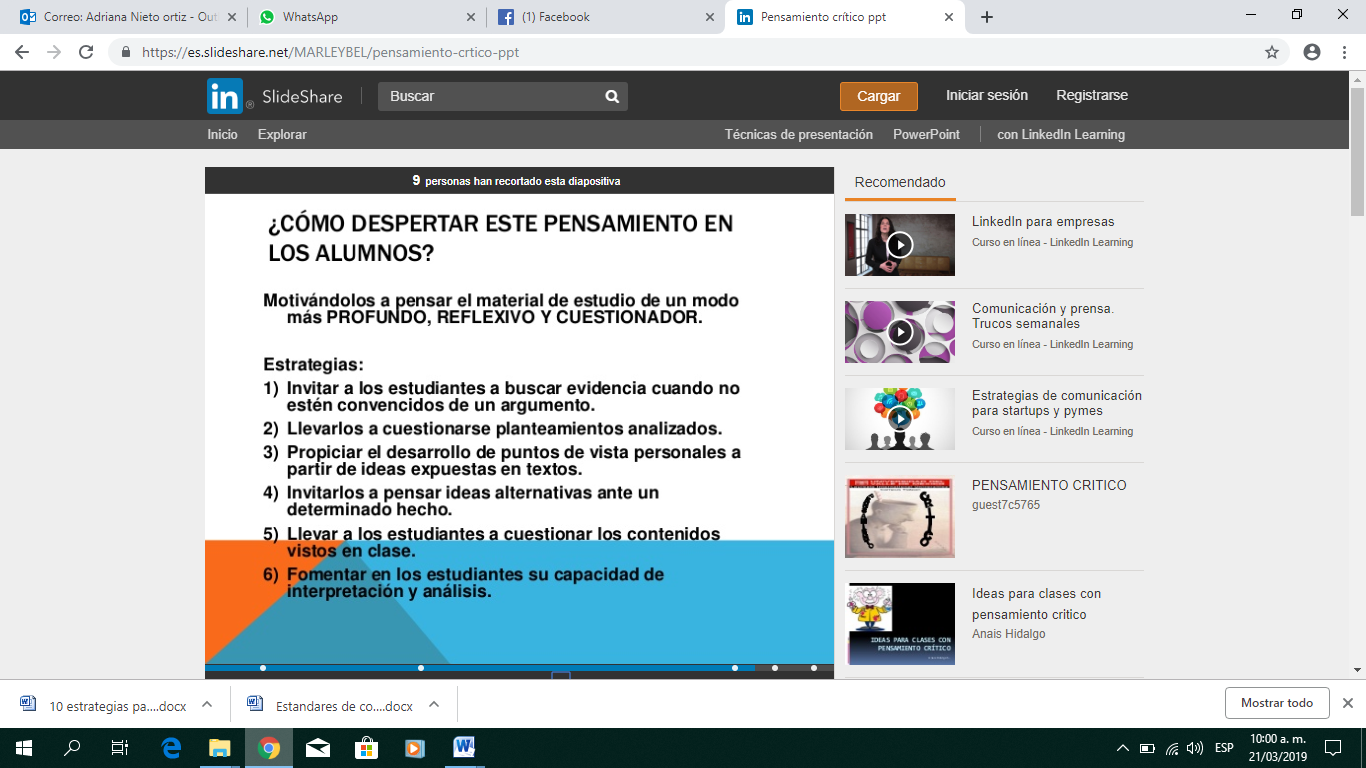 Correo: Adriana Nieto ortiz - Out
WhatsApp
(1) Facebook
Pensamiento crítico ppt
https://es.slideshare.net/MARLEYBEL/pensamiento-crtico-ppt
in® SlideShare
Buscar
Cargar
Iniciar sesión
Registrarse
Inicio
Explorar
Técnicas de presentación
PowerPoint
con LinkedIn Learning
9 personas han recortado esta diapositiva
¿CÓMO DESPERTAR ESTE PENSAMIENTO EN
LOS ALUMNOS?
Motivándolos a pensar el material de estudio de un modo
más PROFUNDO, REFLEXIVO Y CUESTIONADOR.
Estrategias:
1) Invitar a los estudiantes a buscar evidencia cuando no
estén convencidos de un argumento.
2) Llevarlos a cuestionarse planteamientos analizados.
3) Propiciar el desarrollo de puntos de vista personales a
partir de ideas expuestas en textos.
4) Invitarlos a pensar ideas alternativas ante un
determinado hecho.
5) Llevar a los estudiantes a cuestionar los contenidos
vistos en clase.
6) Fomentar en los estudiantes su capacidad de
interpretación y análisis.
Recomendado
LinkedIn para empresas
Curso en línea - LinkedIn Learning
Comunicación y prensa.
Trucos semanales
Curso en línea - LinkedIn Learning
Estrategias de comunicación
para startups y pymes
Curso en línea - LinkedIn Learning
PENSAMIENTO CRITICO
guest7c5765
IDEAS PARA CLASES CON
PENSAMIENTO CRÍTICO
Ideas para clases con
pensamiento critico
Anais Hidalgo
10 estrategias pa....docx
Estandares de co....docx
Mostrar todo
ESP
10:00 a. m.
21/03/2019